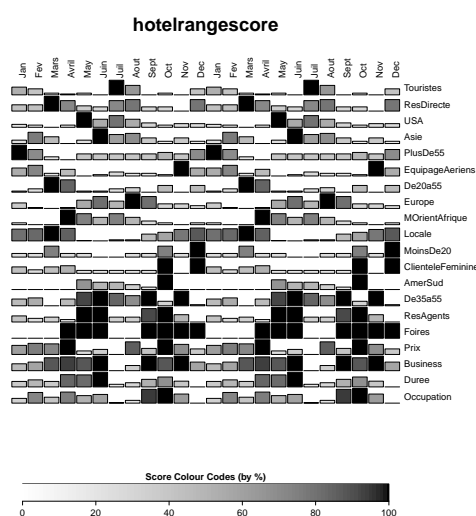 hotelrangescore
Jan Fev Mars Avril May Juin Juil Aout Sept Oct Nov Dec Jan Fev Mars Avril May Juin Juil Aout Sept Oct Nov Dec
Touristes
ResDirecte
USA
Asie
PlusDe55
EquipageAeriens
De20a55
Europe
MOrientAfrique
Locale
MoinsDe20
ClienteleFeminine
AmerSud
De35a55
ResAgents
Foires
Prix
Business
Duree
Occupation
Score Colour Codes (by %)
0 20 40 60 80 100